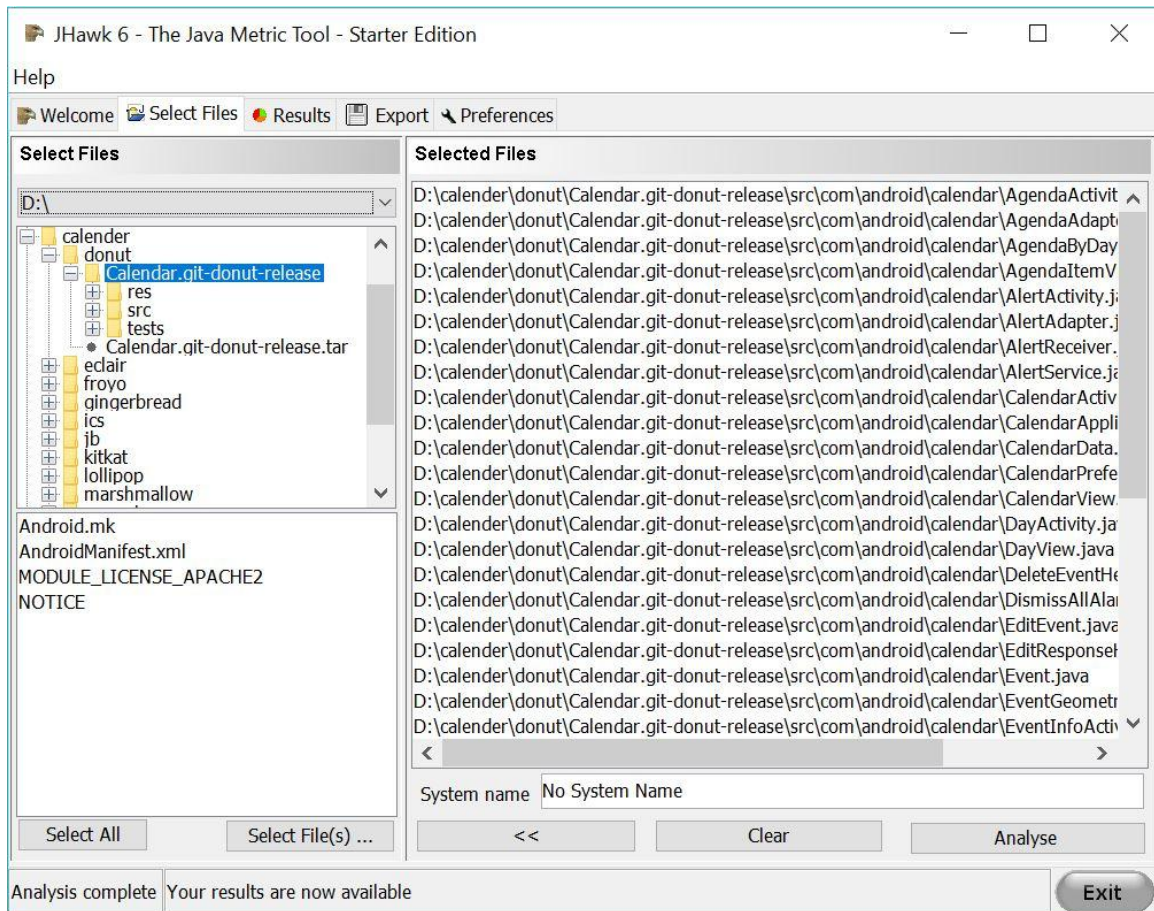 JHawk 6 - The Java Metric Tool - Starter Edition
Help
Welcome Select Files Results Export Preferences
Select Files
D:\
calender
donut
Calendar.git-donut-release
res
src
tests
Calendar.git-donut-release.tar
eclair
froyo
gingerbread
ics
jb
kitkat
lollipop
marshmallow
Android.mk
AndroidManifest.xml
MODULE_LICENSE_APACHE2
NOTICE
Select All Select File(s) ...
Selected Files
D:\calender\donut\Calendar.git-donut-release\src\com\android\calendar\AgendaActivit
D:\calender\donut\Calendar.git-donut-release\src\com\android\calendar\AgendaAdapt
D:\calender\donut\Calendar.git-donut-release\src\com\android\calendar\AgendaByDay
D:\calender\donut\Calendar.git-donut-release\src\com\android\calendar\AgendaItemV
D:\calender\donut\Calendar.git-donut-release\src\com\android\calendar\AlertActivity.j
D:\calender\donut\Calendar.git-donut-release\src\com\android\calendar\AlertAdapter.j
D:\calender\donut\Calendar.git-donut-release\src\com\android\calendar\AlertReceiver.
D:\calender\donut\Calendar.git-donut-release\src\com\android\calendar\AlertService.ja
D:\calender\donut\Calendar.git-donut-release\src\com\android\calendar\CalendarActiv
D:\calender\donut\Calendar.git-donut-release\src\com\android\calendar\CalendarAppli
D:\calender\donut\Calendar.git-donut-release\src\com\android\calendar\CalendarData.
D:\calender\donut\Calendar.git-donut-release\src\com\android\calendar\CalendarPrefe
D:\calender\donut\Calendar.git-donut-release\src\com\android\calendar\CalendarView.
D:\calender\donut\Calendar.git-donut-release\src\com\android\calendar\DayActivity.ja
D:\calender\donut\Calendar.git-donut-release\src\com\android\calendar\DayView.java
D:\calender\donut\Calendar.git-donut-release\src\com\android\calendar\DeleteEventHe
D:\calender\donut\Calendar.git-donut-release\src\com\android\calendar\DismissAllAlar
D:\calender\donut\Calendar.git-donut-release\src\com\android\calendar\EditEvent.java
D:\calender\donut\Calendar.git-donut-release\src\com\android\calendar\EditResponseH
D:\calender\donut\Calendar.git-donut-release\src\com\android\calendar\Event.java
D:\calender\donut\Calendar.git-donut-release\src\com\android\calendar\EventGeometr
D:\calender\donut\Calendar.git-donut-release\src\com\android\calendar\EventInfoActiv
System name No System Name
<< Clear Analyse
Analysis complete Your results are now available Exit